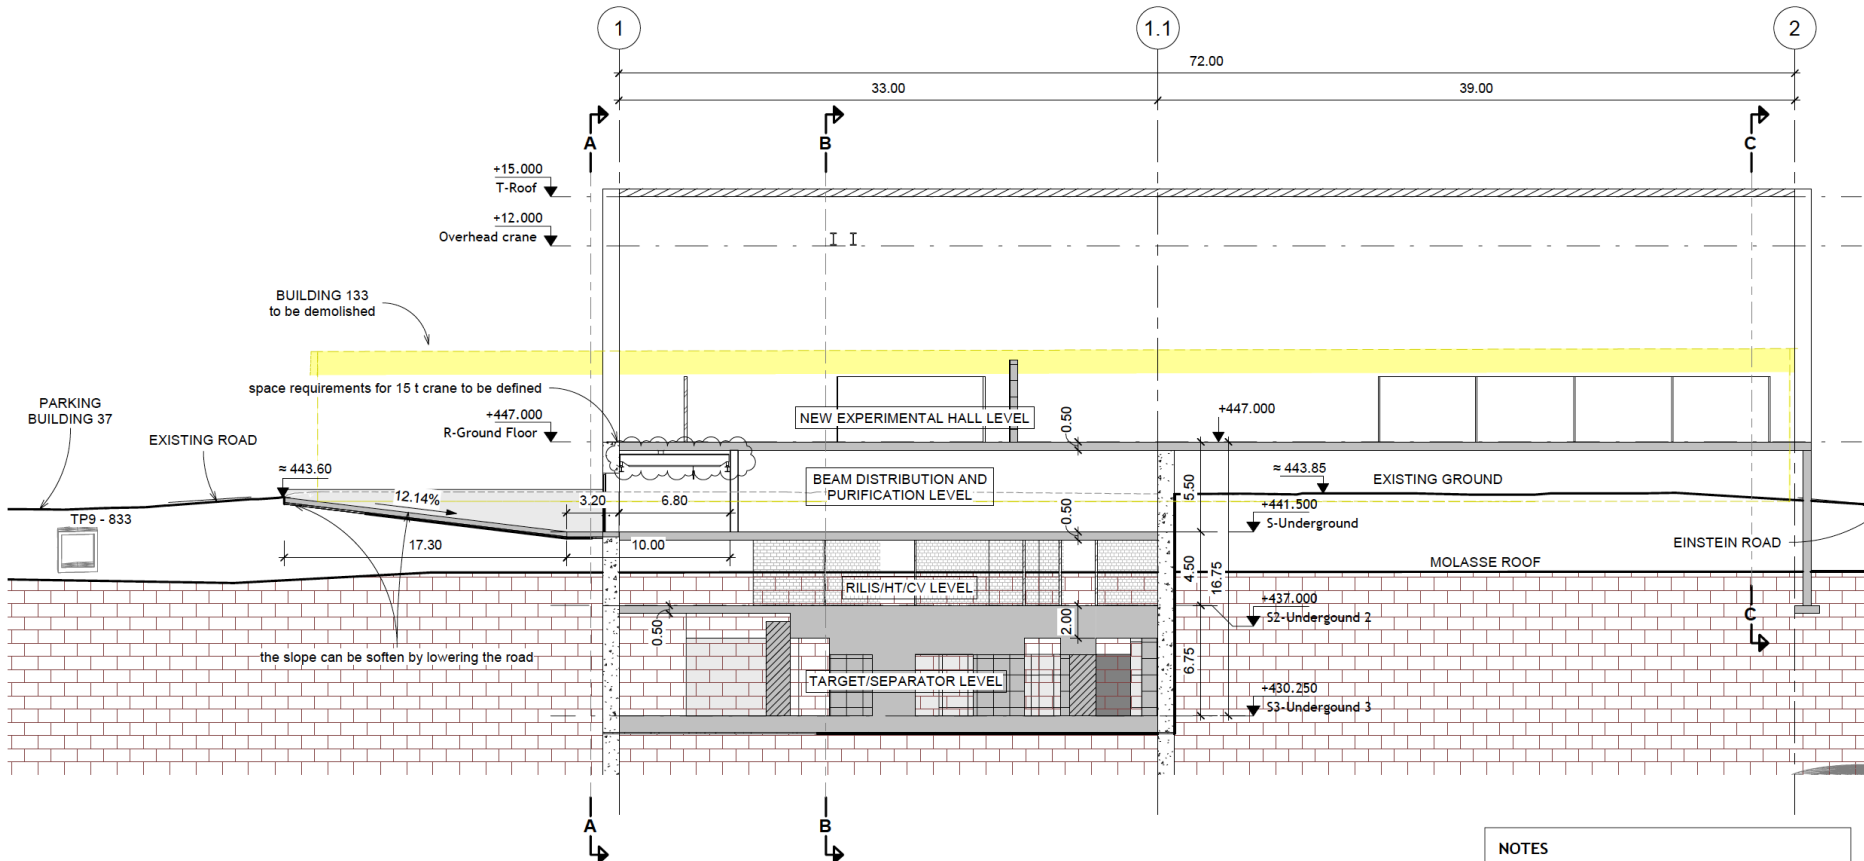 1
1.1
2
72.00
33.00
39.00
A
B
C
+15.000
T-Roof
+12.000
Overhead crane
BUILDING 133
to be demolished
space requirements for 15 t crane to be defined
PARKING
BUILDING 37
EXISTING ROAD
+447.000
R-Ground Floor
NEW EXPERIMENTAL HALL LEVEL
0.50
+447.000
≈ 443.60
12.14%
3.20
6.80
BEAM DISTRIBUTION AND
PURIFICATION LEVEL
0.50
5.50
≈ 443.85
EXISTING GROUND
+441.500
S-Underground
TP9 - 833
17.30
10.00
EINSTEIN ROAD
MOLASSE ROOF
RILIS/HT/CV LEVEL
4.50
16.75
+437.000
S2-Undergound 2
C
0.50
2.00
the slope can be soften by lowering the road
TARGET/SEPARATOR LEVEL
6.75
+430.250
S3-Undergound 3
A
B
NOTES